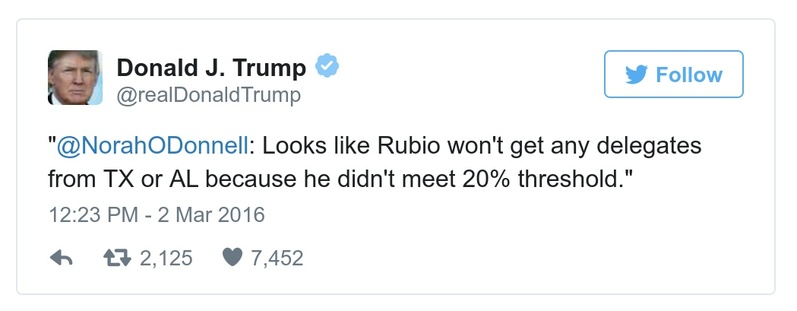 Donald J. Trump
@realDonaldTrump
Follow
"@NorahODonnell: Looks like Rubio won't get any delegates
from TX or AL because he didn't meet 20% threshold."
12:23 PM - 2 Mar 2016
2,125 7,452